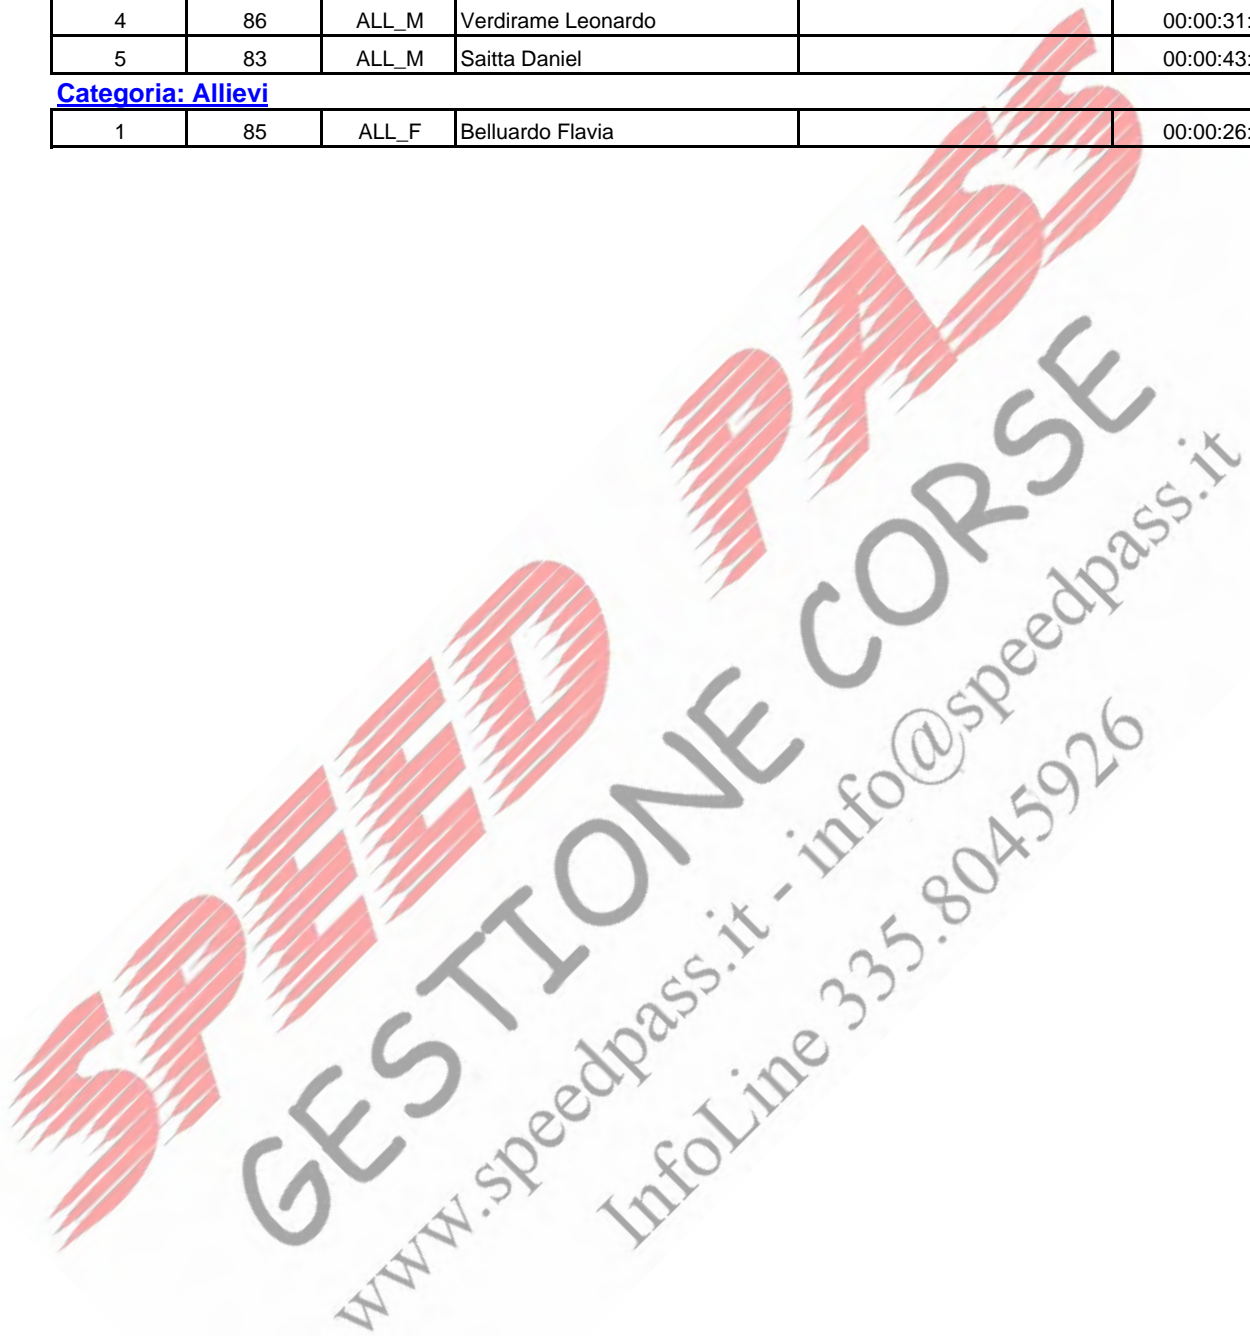 4 86 ALL_M Verdirame Leonardo 00:00:31:
5 83 ALL_M Saitta Daniel 00:00:43:
Categoria: Allievi
1 85 ALL_F Belluardo Flavia 00:00:26:
SPEED PASS
GESTIONE CORSE
www.speedpass.it - info@speedpass.it
InfoLine 335.8045926